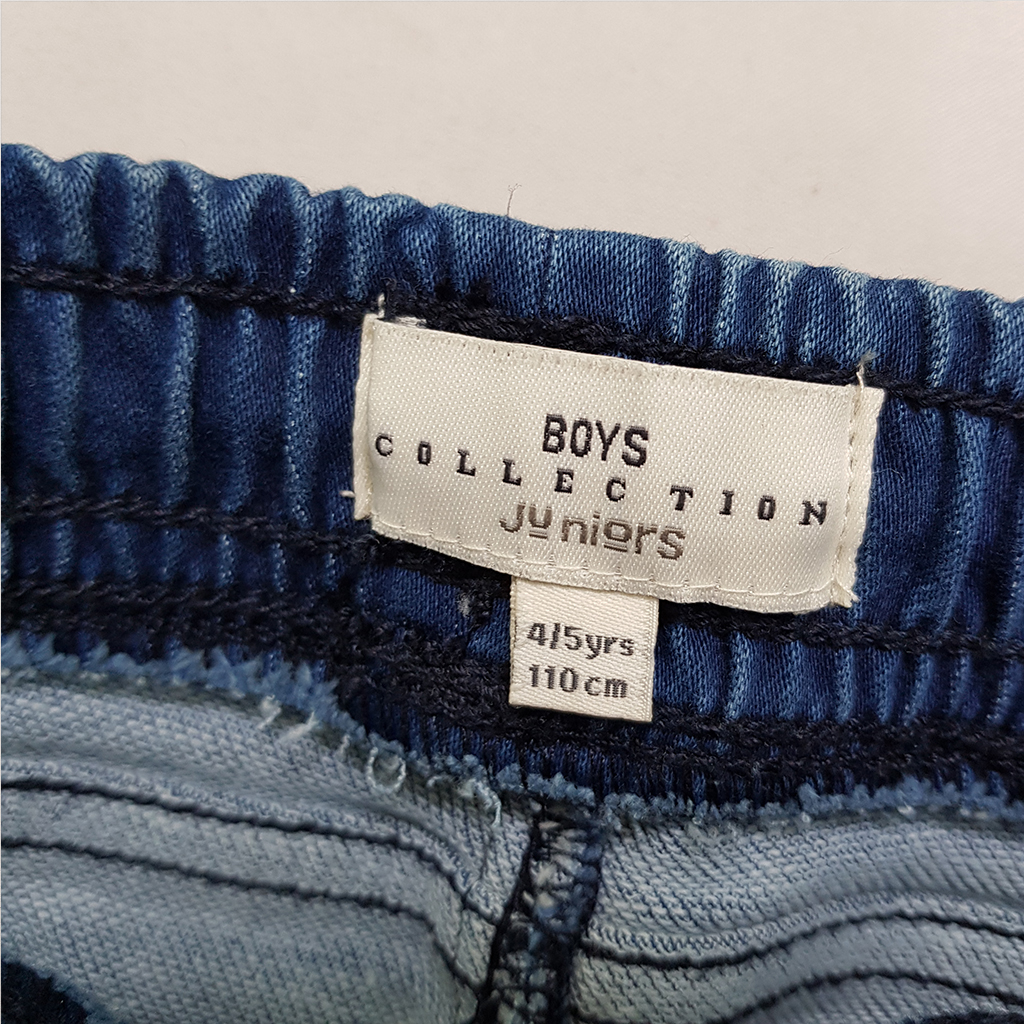 BOYS
COLLECTION
Juniors
4/5yrs
110cm